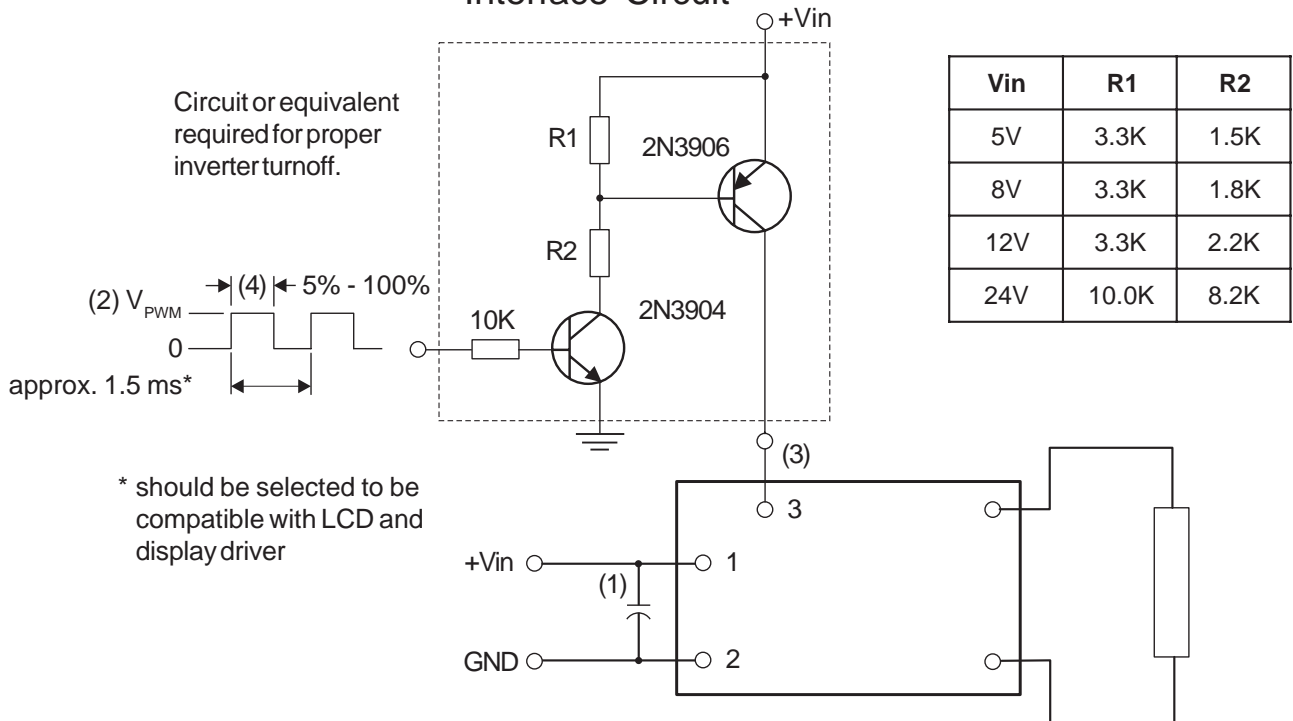 Interface Circuit
+Vin
Circuit or equivalent
required for proper
inverter turnoff.
R1
2N3906
R2
2N3904
10K
(2) VPWM
(4)
5% - 100%
0
approx. 1.5 ms*
* should be selected to be
compatible with LCD and
display driver
Vin R1 R2
5V 3.3K 1.5K
8V 3.3K 1.8K
12V 3.3K 2.2K
24V 10.0K 8.2K
(3)
3
+Vin
(1)
1
GND
2